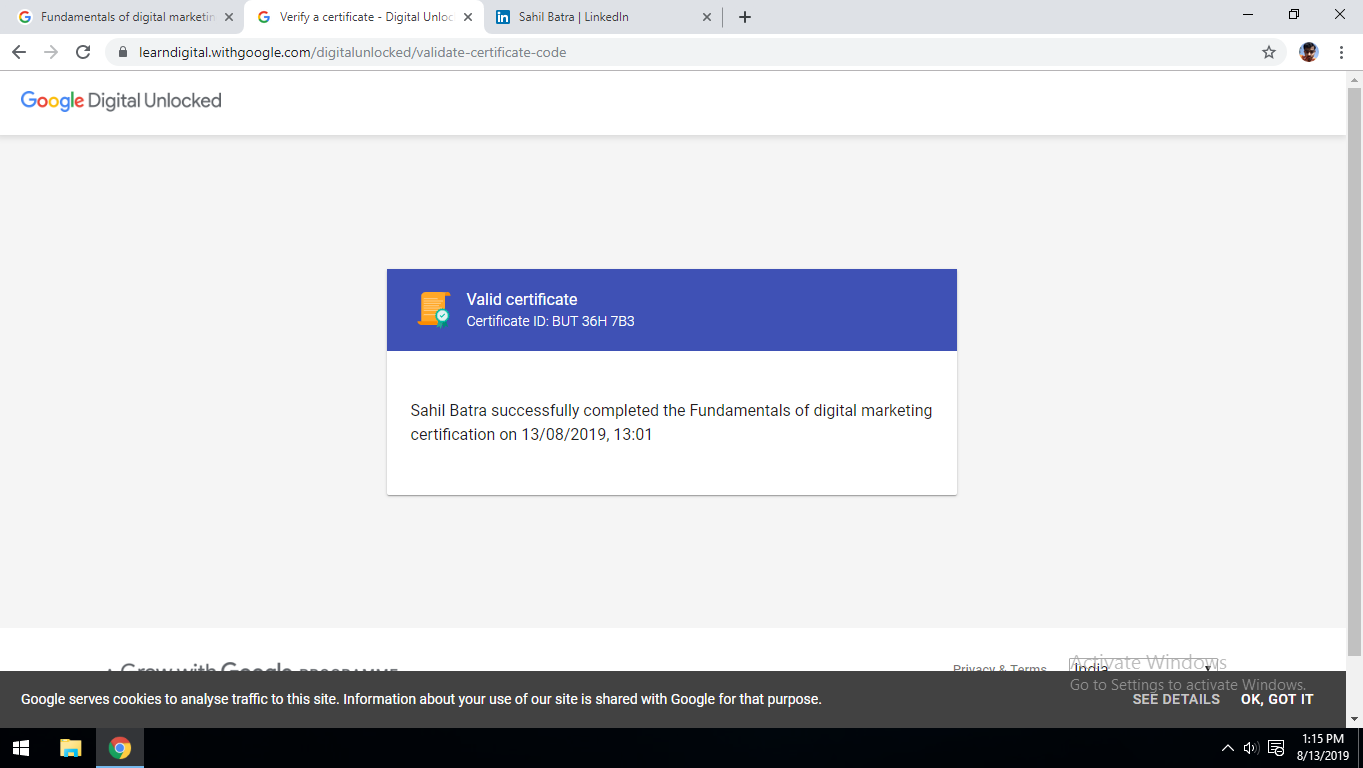 Fundamentals of digital marketin
Verify a certificate - Digital Unloc
Sahil Batra | LinkedIn
learndigital.withgoogle.com/digitalunlocked/validate-certificate-code
Google Digital Unlocked
Valid certificate
Certificate ID: BUT 36H 7B3
Sahil Batra successfully completed the Fundamentals of digital marketing
certification on 13/08/2019, 13:01
Grow with Google PROGRAMME
Privacy & Terms
India
Activate Windows
Go to Settings to activate Windows.
Google serves cookies to analyse traffic to this site. Information about your use of our site is shared with Google for that purpose.
SEE DETAILS
OK, GOT IT
1:15 PM
8/13/2019